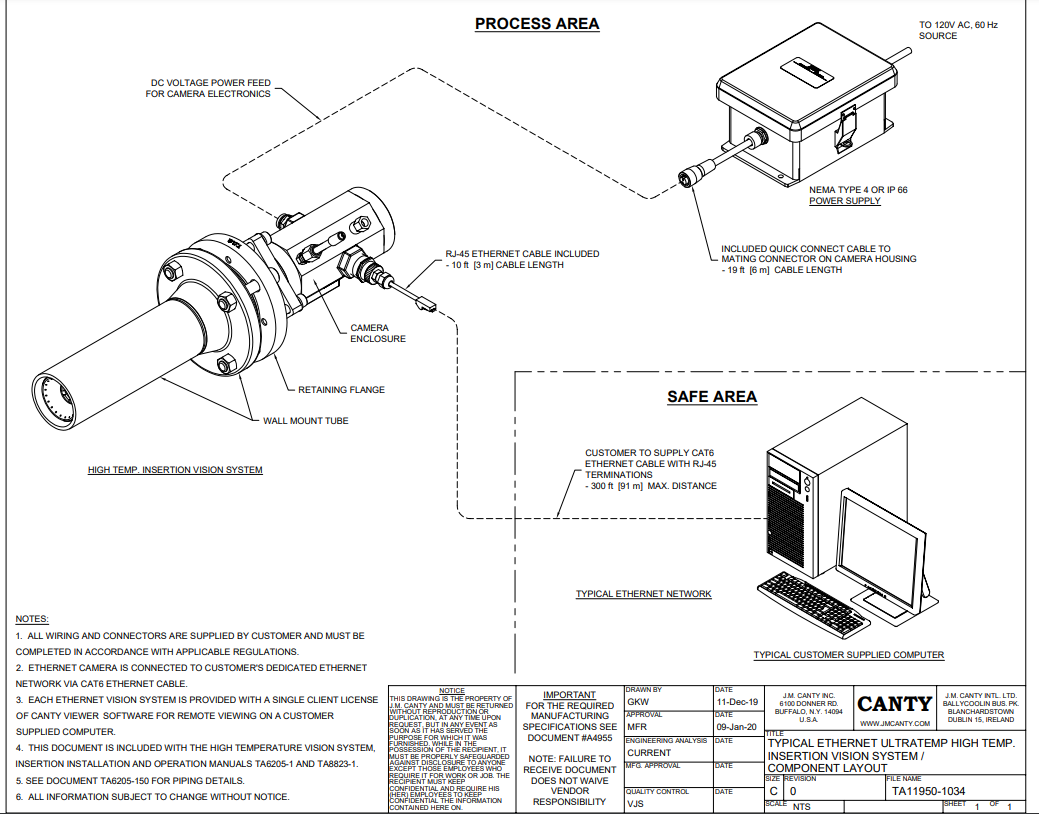 PROCESS AREA
TO 120V AC, 60 Hz
SOURCE
DC VOLTAGE POWER FEED
FOR CAMERA ELECTRONICS
NEMA TYPE 4 OR IP 66
POWER SUPPLY
RJ-45 ETHERNET CABLE INCLUDED
- 10 ft [3 m] CABLE LENGTH
INCLUDED QUICK CONNECT CABLE TO
MATING CONNECTOR ON CAMERA HOUSING
- 19 ft [6 m] CABLE LENGTH
CAMERA
ENCLOSURE
RETAINING FLANGE
WALL MOUNT TUBE
HIGH TEMP. INSERTION VISION SYSTEM
SAFE AREA
CUSTOMER TO SUPPLY CAT6
ETHERNET CABLE WITH RJ-45
TERMINATIONS
- 300 ft [91 m] MAX. DISTANCE
TYPICAL ETHERNET NETWORK
TYPICAL CUSTOMER SUPPLIED COMPUTER
NOTES:
1. ALL WIRING AND CONNECTORS ARE SUPPLIED BY CUSTOMER AND MUST BE
COMPLETED IN ACCORDANCE WITH APPLICABLE REGULATIONS.
2. ETHERNET CAMERA IS CONNECTED TO CUSTOMER'S DEDICATED ETHERNET
NETWORK VIA CAT6 ETHERNET CABLE.
3. EACH ETHERNET VISION SYSTEM IS PROVIDED WITH A SINGLE CLIENT LICENSE
OF CANTY VIEWER SOFTWARE FOR REMOTE VIEWING ON A CUSTOMER
SUPPLIED COMPUTER.
4. THIS DOCUMENT IS INCLUDED WITH THE HIGH TEMPERATURE VISION SYSTEM,
INSERTION INSTALLATION AND OPERATION MANUALS TA6205-1 AND TA8823-1.
5. SEE DOCUMENT TA6205-150 FOR PIPING DETAILS.
6. ALL INFORMATION SUBJECT TO CHANGE WITHOUT NOTICE.
NOTICE
THIS DRAWING IS THE PROPERTY OF
J.M. CANTY AND MUST BE RETURNED
WITHOUT REPRODUCTION OR
DUPLICATION, AT ANY TIME UPON
REQUEST, BUT IN ANY EVENT AS
SOON AS IT HAS SERVED THE
PURPOSE FOR WHICH IT WAS
FURNISHED. WHILE IN THE
POSSESSION OF THE RECIPIENT, IT
MUST BE PROPERLY SAFEGUARDED
AGAINST DISCLOSURE TO ANYONE
EXCEPT THOSE EMPLOYEES WHO
REQUIRE IT FOR WORK OR JOB. THE
RECIPIENT MUST KEEP
CONFIDENTIAL AND REQUIRE HIS
(HER) EMPLOYEES TO KEEP
CONFIDENTIAL THE INFORMATION
CONTAINED HERE ON.
IMPORTANT
FOR THE REQUIRED
MANUFACTURING
SPECIFICATIONS SEE
DOCUMENT #A4955
NOTE: FAILURE TO
RECEIVE DOCUMENT
DOES NOT WAIVE
VENDOR
RESPONSIBILITY
DRAWN BY DATE
GKW 11-Dec-19
APPROVAL DATE
MFR 09-Jan-20
ENGINEERING ANALYSIS DATE
CURRENT
MFG. APPROVAL DATE
QUALITY CONTROL DATE
VJS
J.M. CANTY INC.
6100 DONNER RD.
BUFFALO, N.Y. 14094
U.S.A.
CANTY
WWW.JMCANTY.COM
J.M. CANTY INTL. LTD.
BALLYCOOLIN BUS. PK.
BLANCHARDSTOWN
DUBLIN 15, IRELAND
TITLE
TYPICAL ETHERNET ULTRATEMP HIGH TEMP.
INSERTION VISION SYSTEM /
COMPONENT LAYOUT
SIZE REVISION FILE NAME
C 0 TA11950-1034
SCALE NTS SHEET 1 OF 1